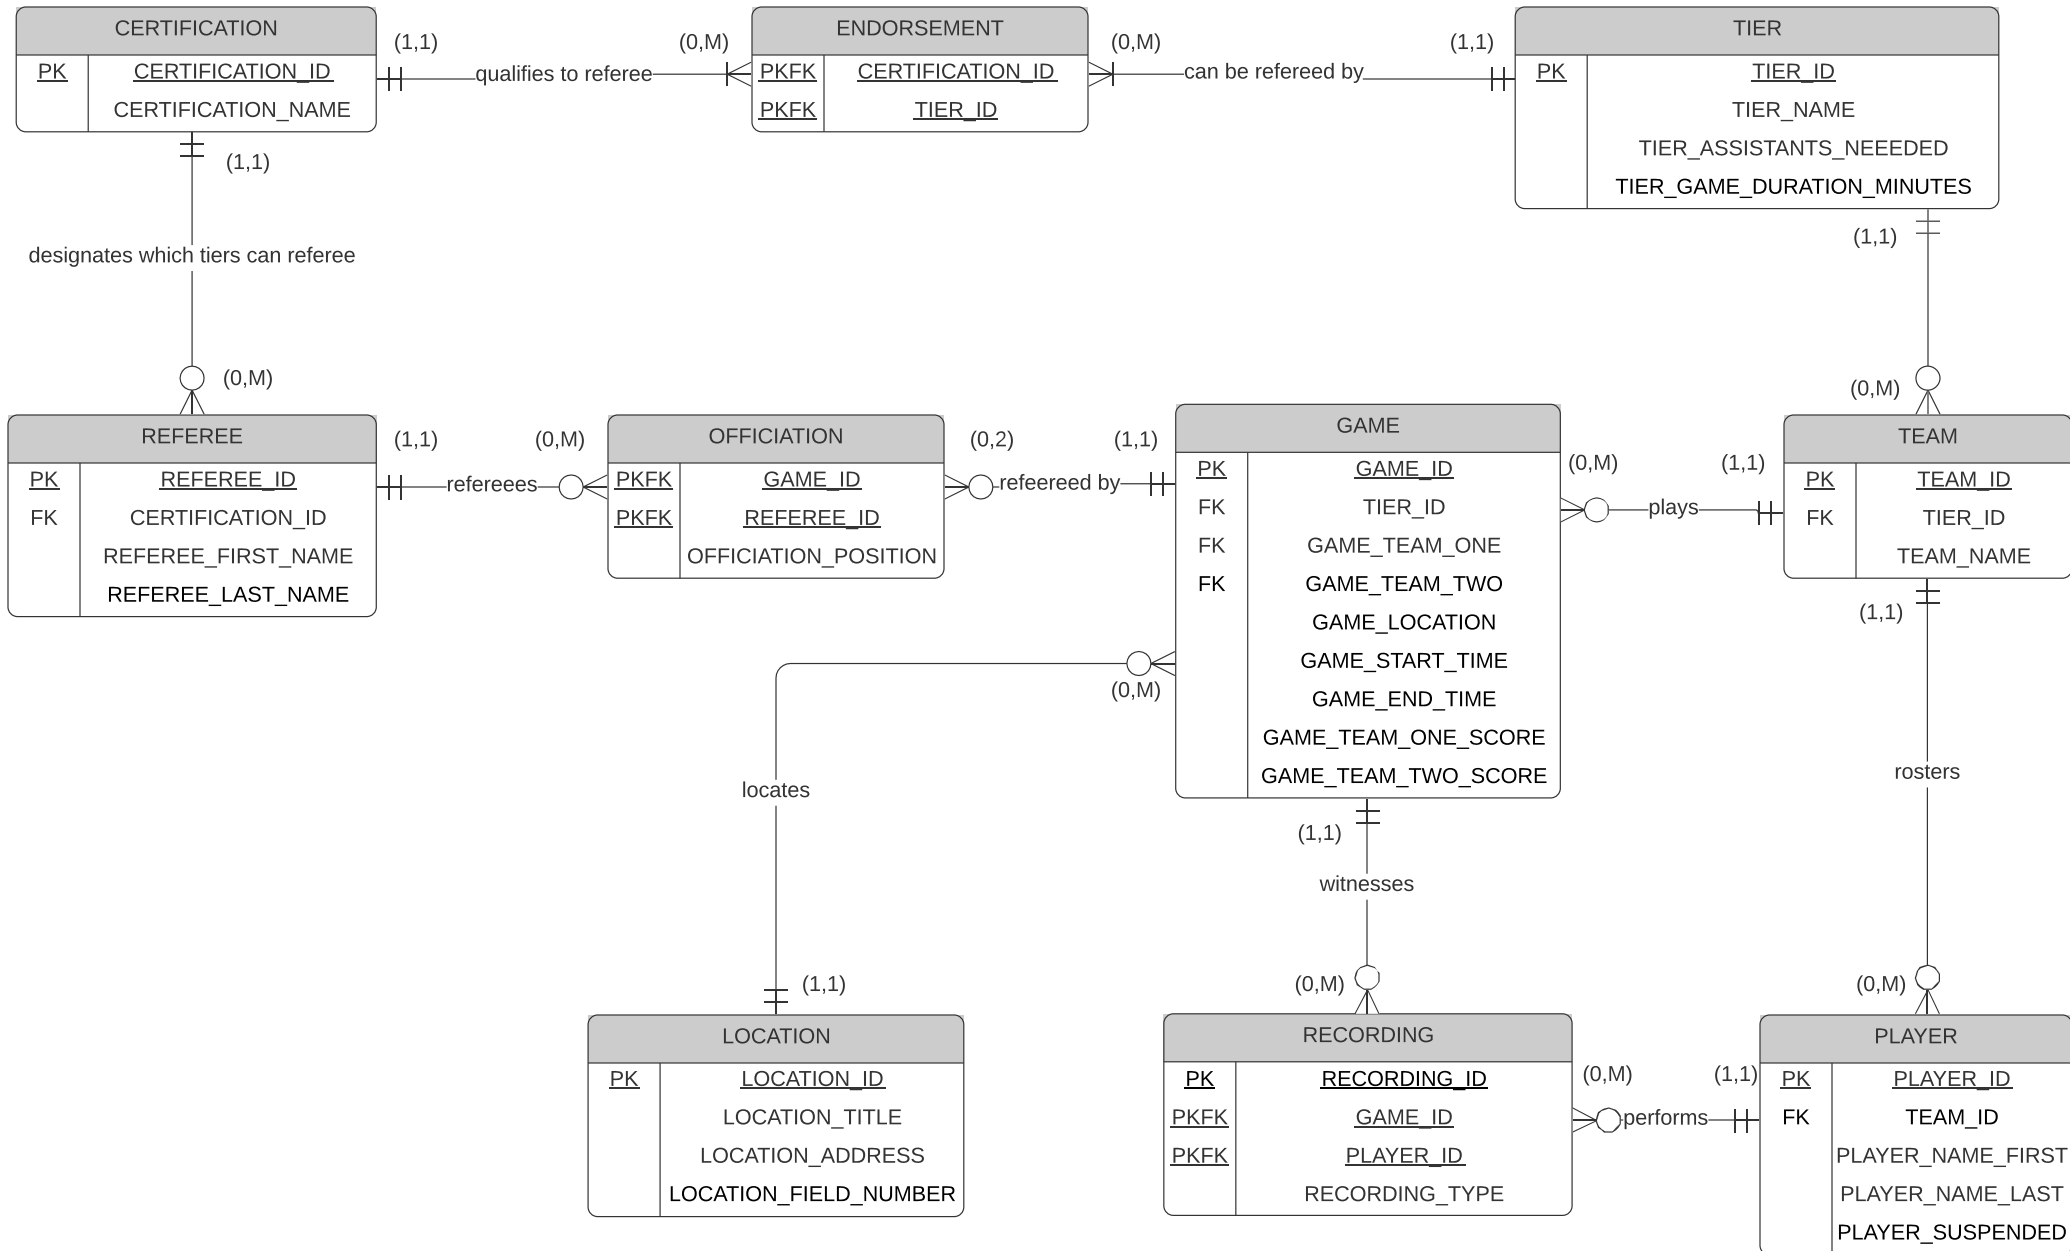 CERTIFICATION
PK CERTIFICATION_ID
CERTIFICATION_NAME
(1,1)
qualifies to referee
(0,M)
ENDORSEMENT
PKFK CERTIFICATION_ID
PKFK TIER_ID
(0,M)
can be refereed by
(1,1)
TIER
PK TIER_ID
TIER_NAME
TIER_ASSISTANTS_NEEEDED
TIER_GAME_DURATION_MINUTES
(1,1)
designates which tiers can referee
(0,M)
(1,1)
(0,M)
REFEREE
PK REFEREE_ID
FK CERTIFICATION_ID
REFEREE_FIRST_NAME
REFEREE_LAST_NAME
(1,1)
refereees
(0,M)
OFFICIATION
PKFK GAME_ID
PKFK REFEREE_ID
OFFICIATION_POSITION
(0,2)
refeereed by
(1,1)
GAME
PK GAME_ID
FK TIER_ID
FK GAME_TEAM_ONE
FK GAME_TEAM_TWO
GAME_LOCATION
GAME_START_TIME
GAME_END_TIME
GAME_TEAM_ONE_SCORE
GAME_TEAM_TWO_SCORE
(0,M)
plays
(1,1)
TEAM
PK TEAM_ID
FK TIER_ID
TEAM_NAME
(0,M)
locates
(1,1)
(1,1)
witnesses
(0,M)
(1,1)
rosters
(0,M)
LOCATION
PK LOCATION_ID
LOCATION_TITLE
LOCATION_ADDRESS
LOCATION_FIELD_NUMBER
RECORDING
PK RECORDING_ID
PKFK GAME_ID
PKFK PLAYER_ID
RECORDING_TYPE
(0,M)
performs
(1,1)
PLAYER
PK PLAYER_ID
FK TEAM_ID
PLAYER_NAME_FIRST
PLAYER_NAME_LAST
PLAYER_SUSPENDED